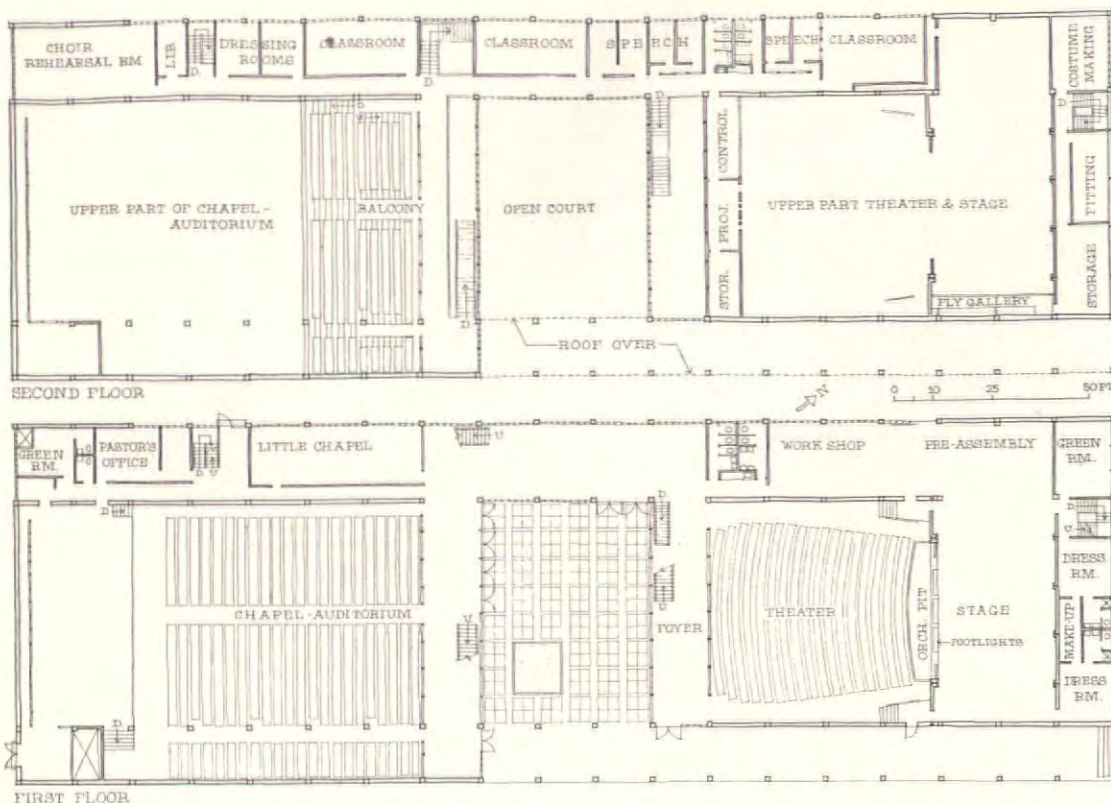 CHOIR
REHEARSAL RM.
LIB.
D.
DRESSING
ROOMS
CLASSROOM
D.
CLASSROOM
SPEECH
SPEECH
CLASSROOM
COSTUME
MAKING
D
D
CONTROL
UPPER PART OF CHAPEL-
AUDITORIUM
BALCONY
OPEN COURT
PROJ.
UPPER PART THEATER & STAGE
FITTING
STOR.
STORAGE
D
FLY GALLERY
ROOF OVER
SECOND FLOOR
N
0 10 25 50 FT.
GREEN
RM.
PASTOR'S
OFFICE
D U
LITTLE CHAPEL
U
WORK SHOP
PRE-ASSEMBLY
GREEN
RM.
D
D
D
U
DRESS
RM.
CHAPEL-AUDITORIUM
U
FOYER
U
THEATER
ORCH. PIT
STAGE
FOOTLIGHTS
MAKE-UP
DRESS
RM.
D
FIRST FLOOR